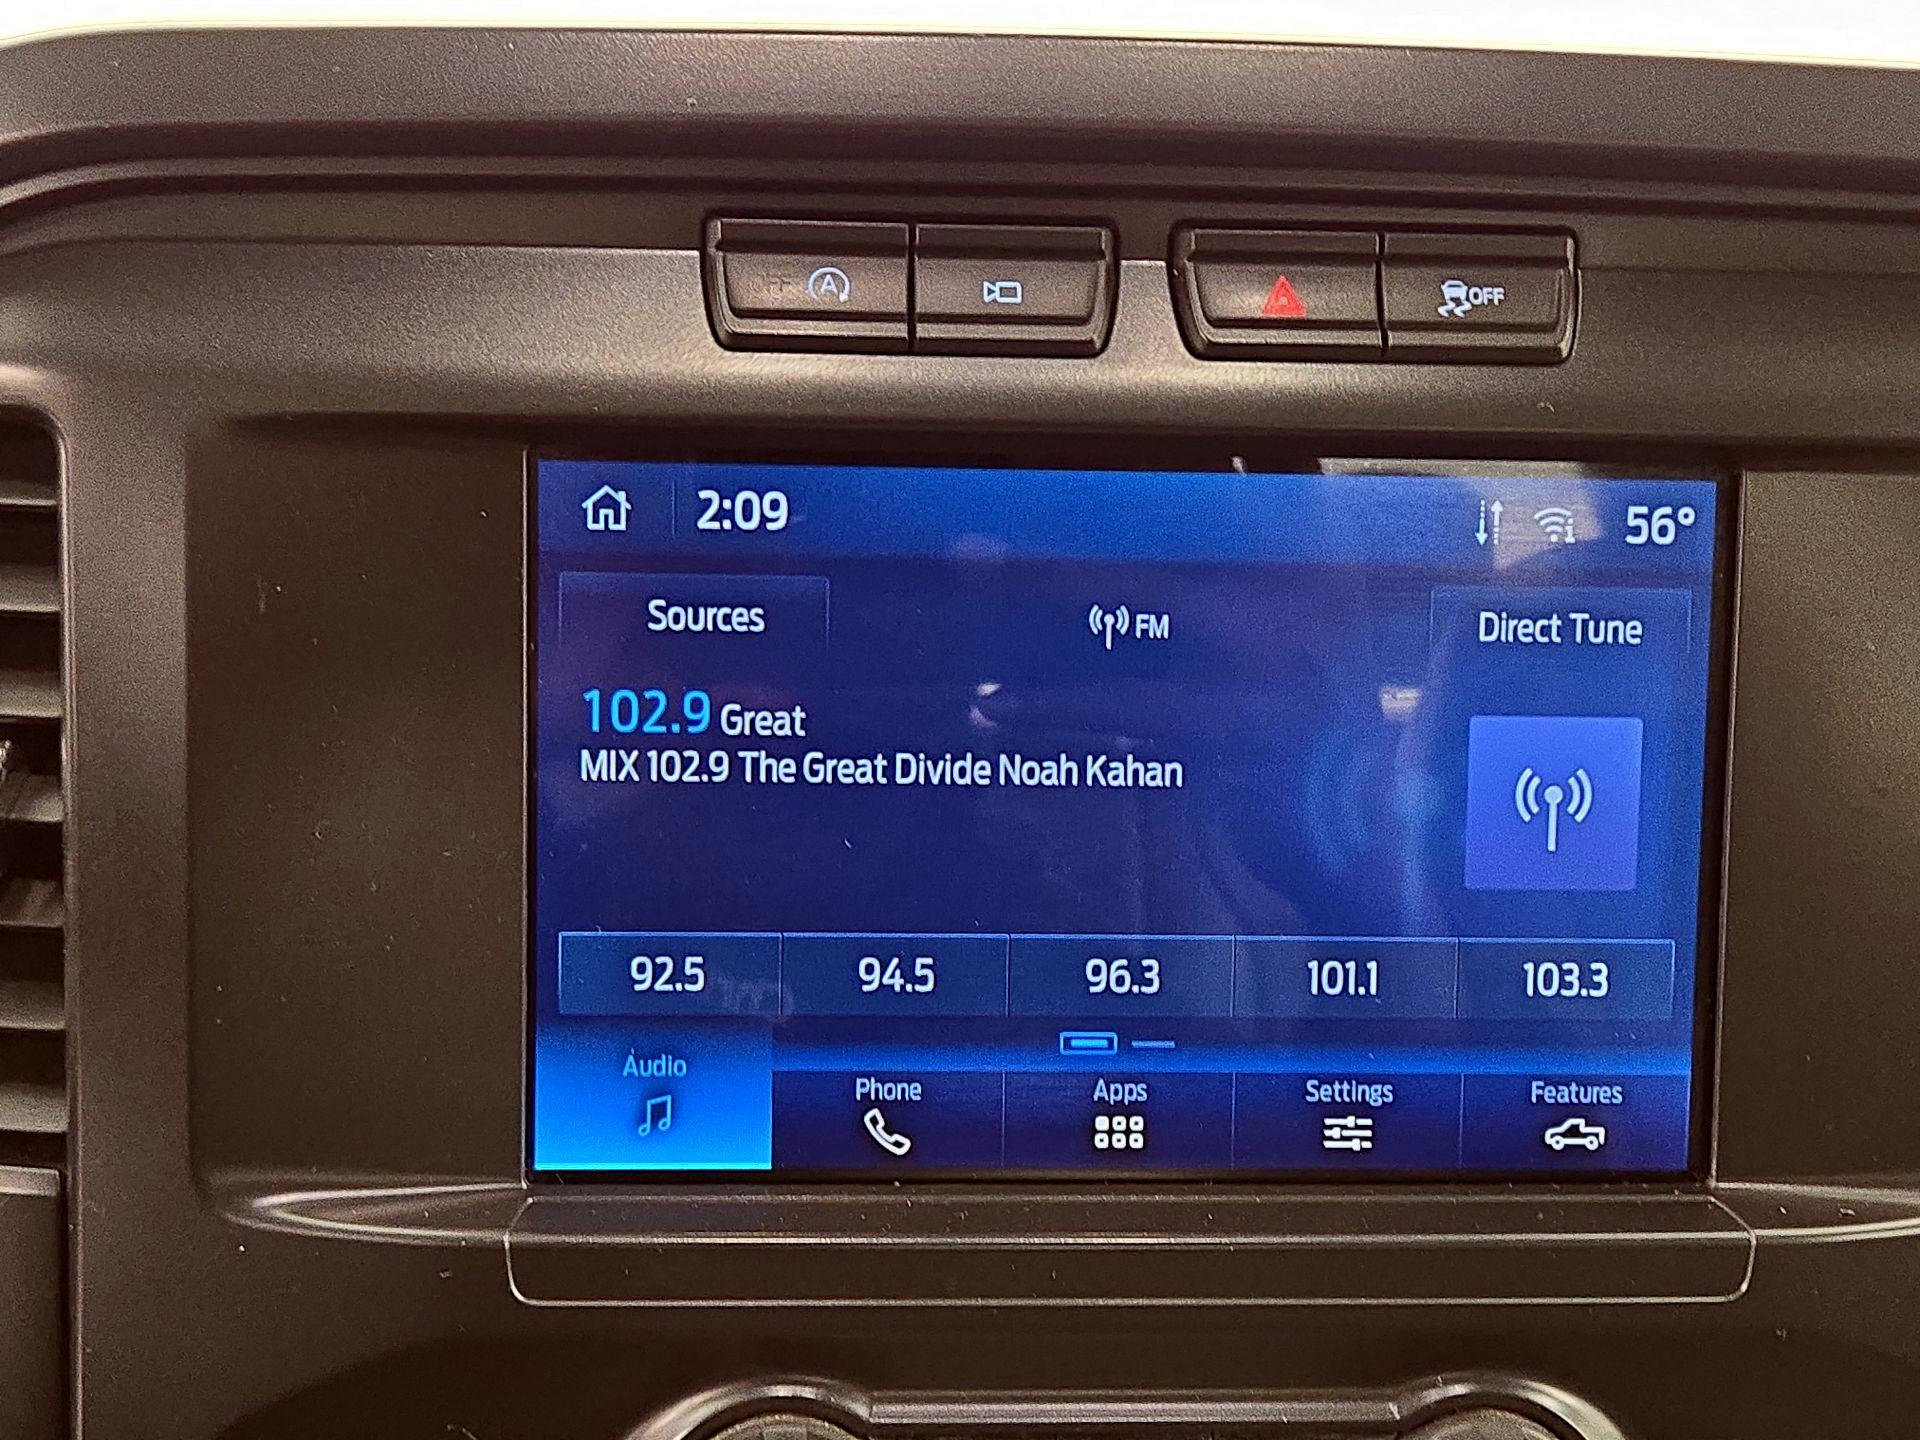 OFF A
OFF
2:09
56°
Sources
FM
Direct Tune
102.9 Great
MIX 102.9 The Great Divide Noah Kahan
92.5 94.5 96.3 101.1 103.3
Audio Phone Apps Settings Features